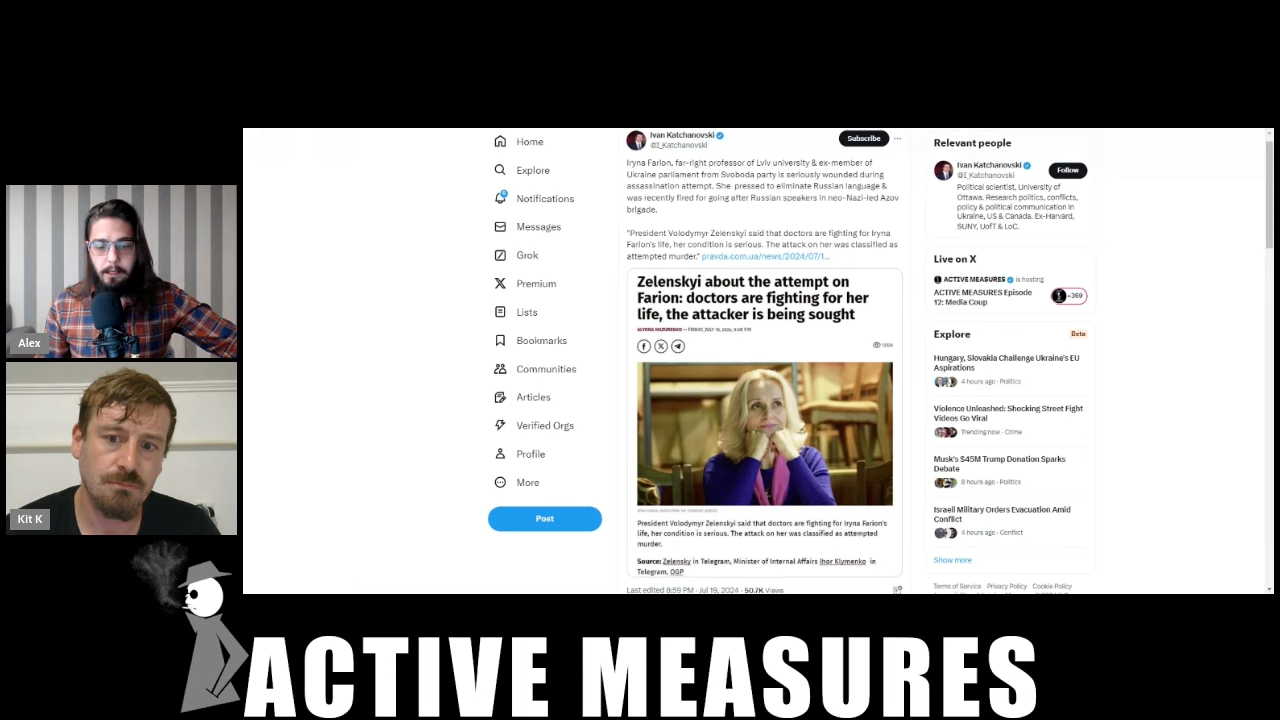 Alex
Kit K
Home
Explore
Notifications
Messages
Grok
Premium
Lists
Bookmarks
Communities
Articles
Verified Orgs
Profile
More
Post
Ivan Katchanovski
@I_Katchanovski
Subscribe
Iryna Farion, far-right professor of Lviv university & ex-member of
Ukraine parliament from Svoboda party is seriously wounded during
assassination attempt. She pressed to eliminate Russian language &
was recently fired for going after Russian speakers in neo-Nazi-led Azov
brigade.
"President Volodymyr Zelenskyi said that doctors are fighting for Iryna
Farion's life, her condition is serious. The attack on her was classified as
attempted murder." pravda.com.ua/news/2024/07/1...
Zelenskyi about the attempt on
Farion: doctors are fighting for her
life, the attacker is being sought
President Volodymyr Zelenskyi said that doctors are fighting for Iryna Farion's
life, her condition is serious. The attack on her was classified as attempted
murder.
Source: Zelensky in Telegram, Minister of Internal Affairs Ihor Klymenko in
Telegram, OGP
Last edited 8:59 PM · Jul 19, 2024 · 50.7K Views
Relevant people
Ivan Katchanovski
@I_Katchanovski
Follow
Political scientist, University of
Ottawa. Research politics, conflicts,
policy & political communication in
Ukraine, US & Canada. Ex-Harvard,
SUNY, UofT & LoC.
Live on X
ACTIVE MEASURES is hosting
ACTIVE MEASURES Episode
12: Media Coup
+369
Explore
Beta
Hungary, Slovakia Challenge Ukraine's EU
Aspirations
4 hours ago · Politics
Violence Unleashed: Shocking Street Fight
Videos Go Viral
Trending now · Crime
Musk's $45M Trump Donation Sparks
Debate
8 hours ago · Politics
Israeli Military Orders Evacuation Amid
Conflict
4 hours ago · Conflict
Show more
Terms of Service Privacy Policy Cookie Policy
ACTIVE MEASURES